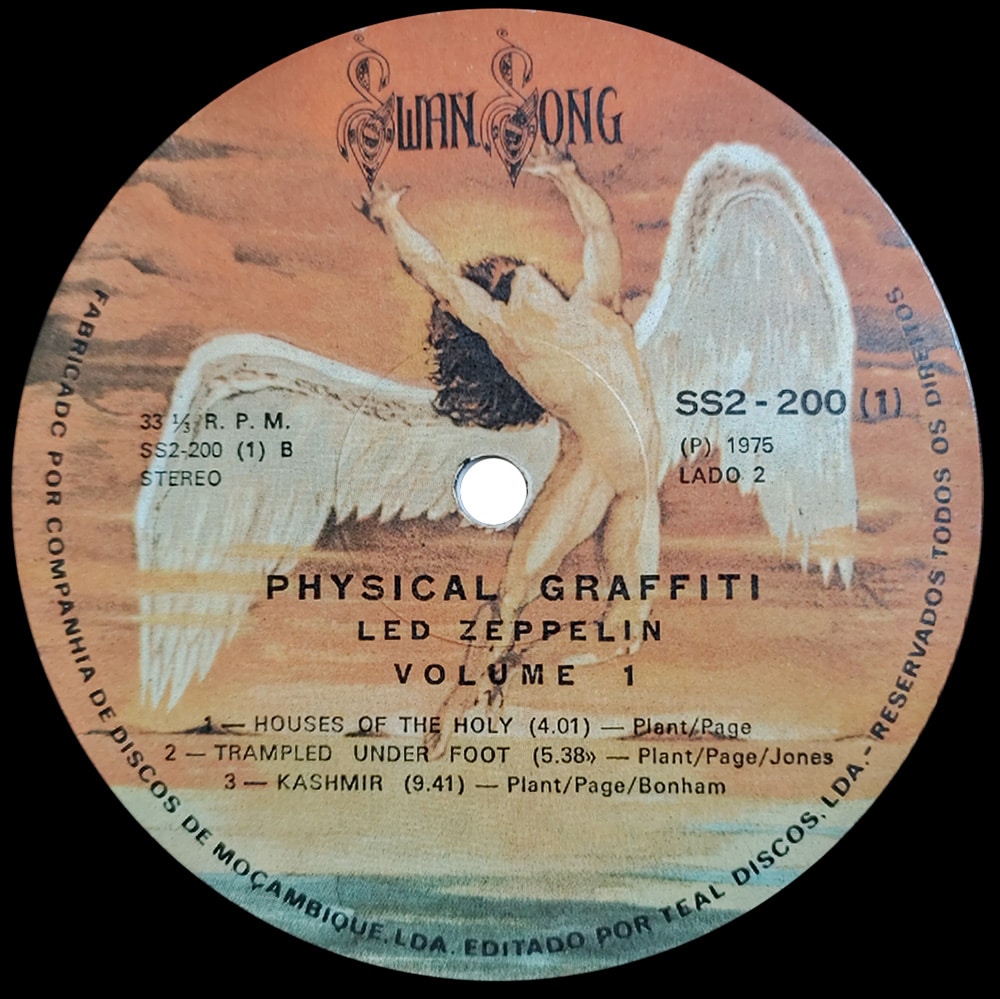 SWAN SONG
33 ⅓ R. P. M.
SS2-200 (1) B
STEREO
SS2 - 200 (1)
(P) 1975
LADO 2
PHYSICAL GRAFFITI
LED ZEPPELIN
VOLUME 1
1 — HOUSES OF THE HOLY (4.01) — Plant/Page
2 — TRAMPLED UNDER FOOT (5.38» — Plant/Page/Jones
3 — KASHMIR (9.41) — Plant/Page/Bonham
FABRICADC POR COMPANHIA DE DISCOS DE MOÇAMBIQUE, LDA. EDITADO POR TEAL DISCOS, LDA.- RESERVADOS TODOS OS DIREITOS